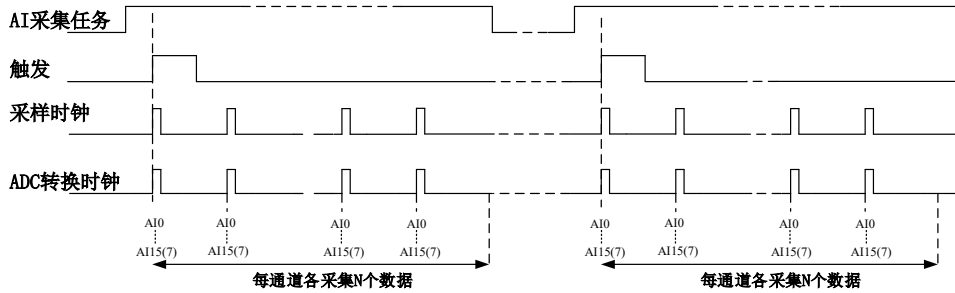 AI采集任务
触发
采样时钟
ADC转换时钟
AI0 AI0 AI0 AI0 AI0 AI0 AI0 AI0
AI15(7) AI15(7) AI15(7) AI15(7) AI15(7) AI15(7) AI15(7) AI15(7)
每通道各采集N个数据 每通道各采集N个数据